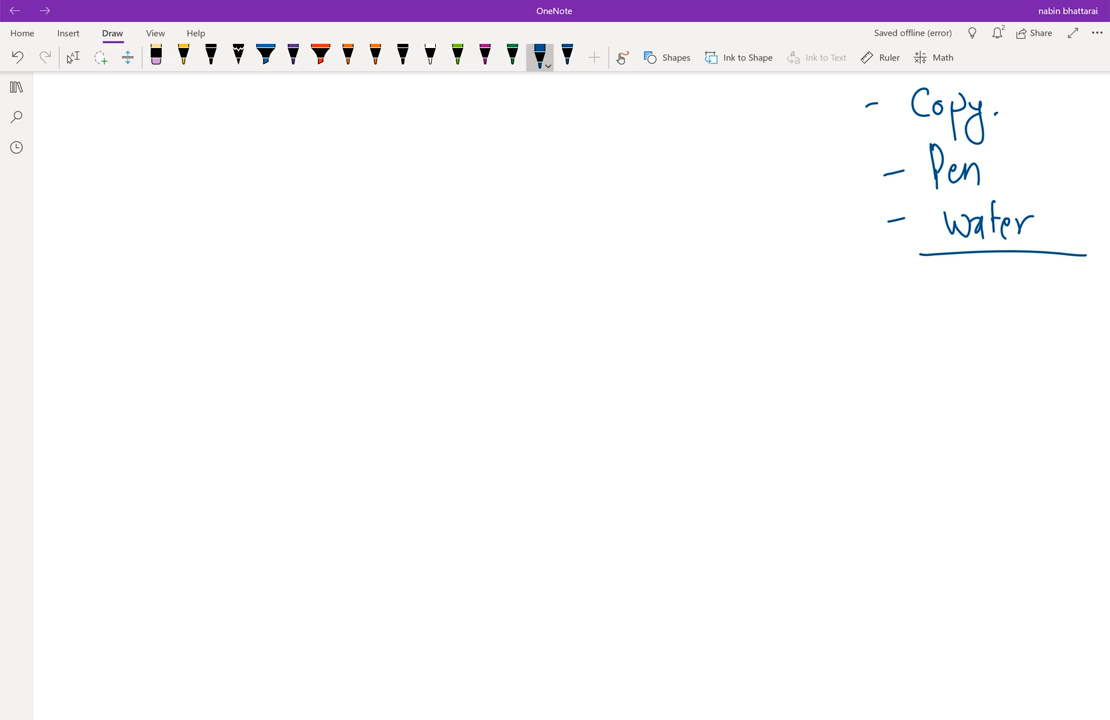 OneNote
nabin bhattarai
Home Insert Draw View Help
Saved offline (error) 2 Share
Shapes Ink to Shape Ink to Text Ruler Math
- Copy.
- Pen
- water